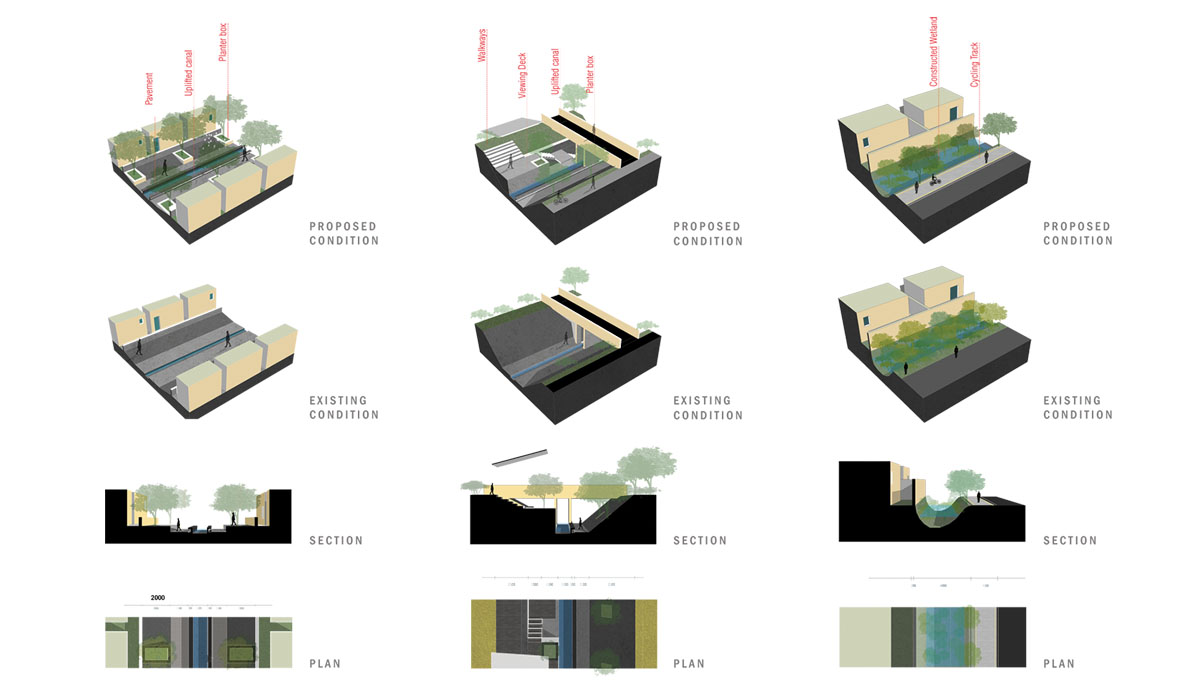 Pavement
Uplifted canal
Planter box
Walkways
Viewing Deck
Uplifted canal
Planter box
Constructed Wetland
Cycling Track
PROPOSED
CONDITION
PROPOSED
CONDITION
PROPOSED
CONDITION
EXISTING
CONDITION
EXISTING
CONDITION
EXISTING
CONDITION
SECTION
SECTION
SECTION
2000
PLAN
PLAN
PLAN